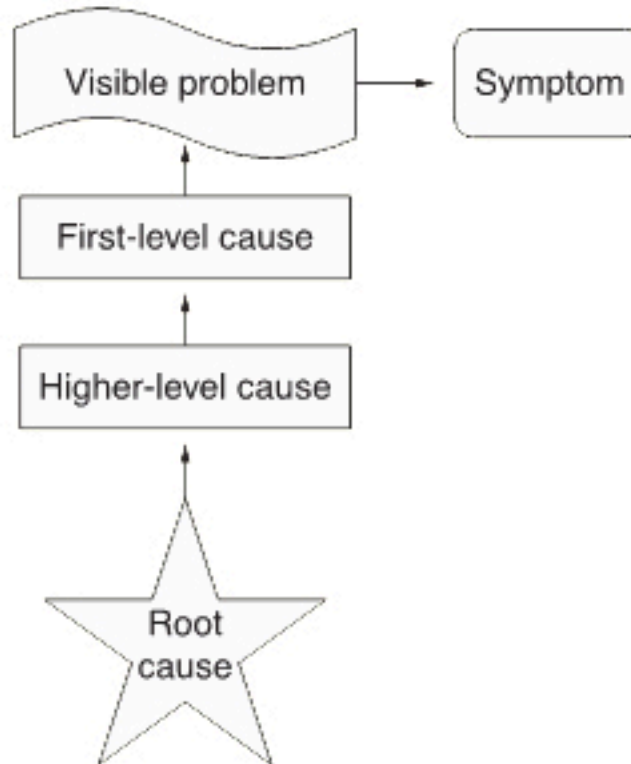 Visible problem
Symptom
First-level cause
Higher-level cause
Root
cause